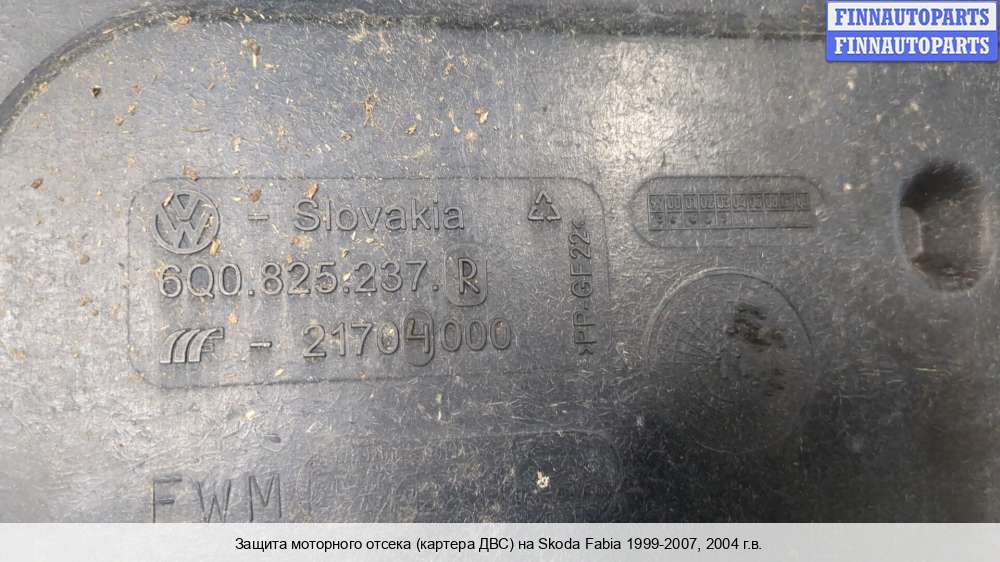 FINNAUTOPARTS
FINNAUTOPARTS
- Slovakia
6Q0.825.237.R
- 21704000
>PP-GF22<
FWM
Защита моторного отсека (картера ДВС) на Skoda Fabia 1999-2007, 2004 г.в.